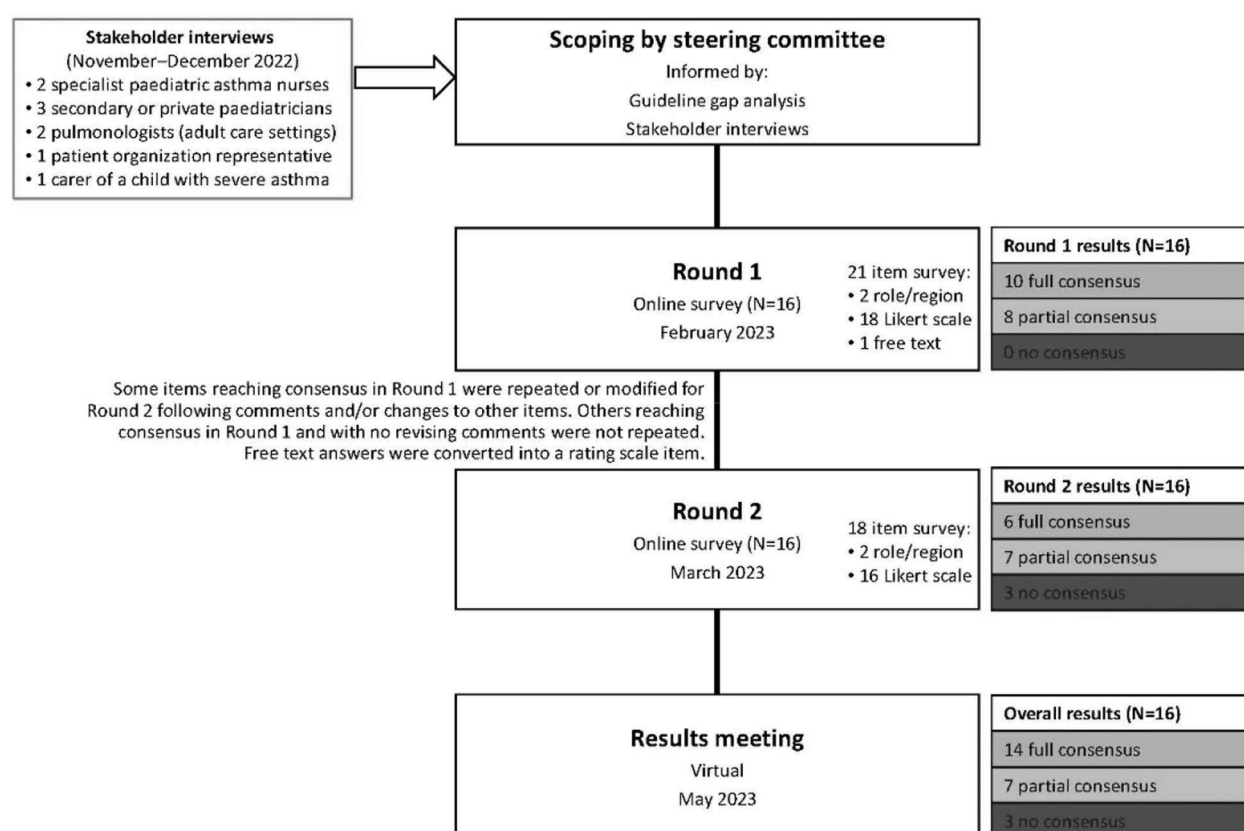 Stakeholder interviews
(November–December 2022)
• 2 specialist paediatric asthma nurses
• 3 secondary or private paediatricians
• 2 pulmonologists (adult care settings)
• 1 patient organization representative
• 1 carer of a child with severe asthma
Scoping by steering committee
Informed by:
Guideline gap analysis
Stakeholder interviews
Round 1
Online survey (N=16)
February 2023
21 item survey:
• 2 role/region
• 18 Likert scale
• 1 free text
Round 1 results (N=16)
10 full consensus
8 partial consensus
0 no consensus
Some items reaching consensus in Round 1 were repeated or modified for
Round 2 following comments and/or changes to other items. Others reaching
consensus in Round 1 and with no revising comments were not repeated.
Free text answers were converted into a rating scale item.
Round 2
Online survey (N=16)
March 2023
18 item survey:
• 2 role/region
• 16 Likert scale
Round 2 results (N=16)
6 full consensus
7 partial consensus
3 no consensus
Results meeting
Virtual
May 2023
Overall results (N=16)
14 full consensus
7 partial consensus
3 no consensus